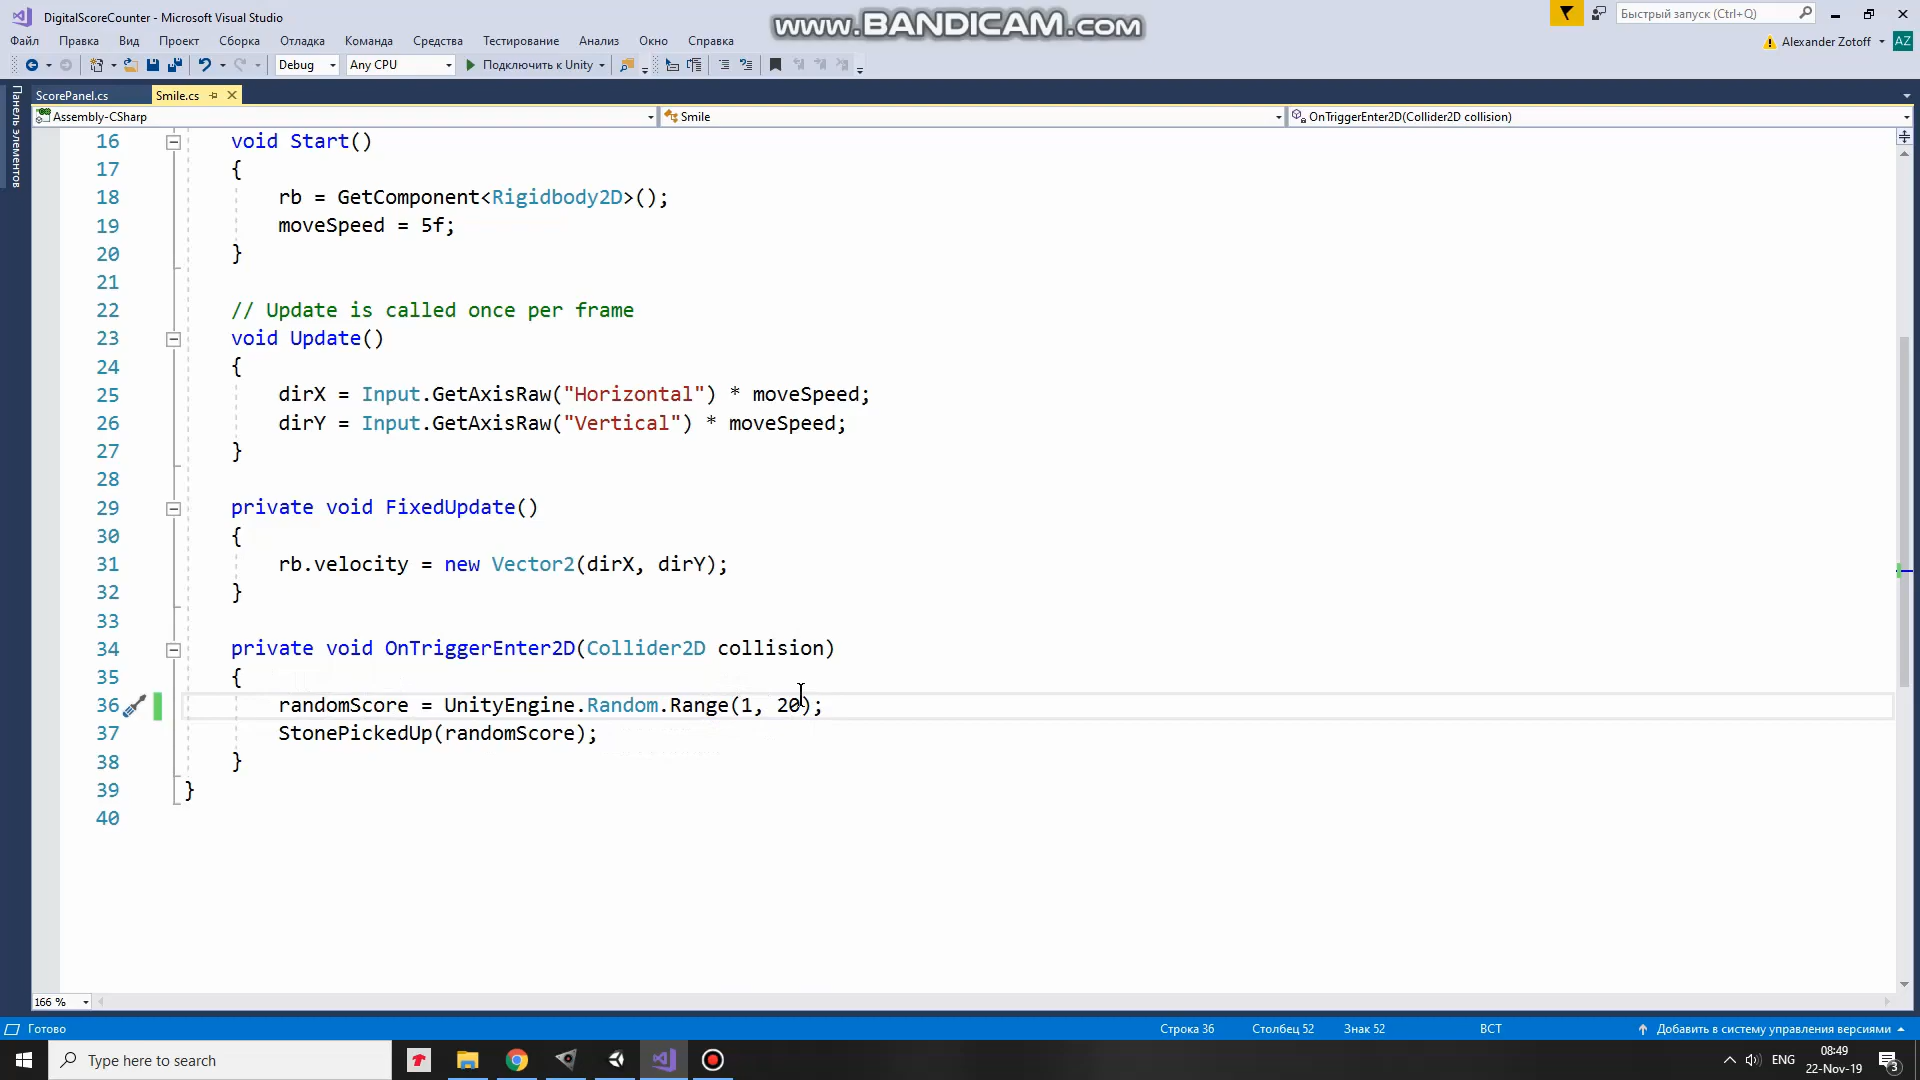 DigitalScoreCounter - Microsoft Visual Studio
www.BANDICAM.com
Быстрый запуск (Ctrl+Q)
Файл Правка Вид Проект Сборка Отладка Команда Средства Тестирование Анализ Окно Справка
Alexander Zotoff AZ
Debug Any CPU Подключить к Unity
Панель элементов
ScorePanel.cs Smile.cs
Assembly-CSharp Smile OnTriggerEnter2D(Collider2D collision)
16 void Start()
17 {
18 rb = GetComponent<Rigidbody2D>();
19 moveSpeed = 5f;
20 }
21
22 // Update is called once per frame
23 void Update()
24 {
25 dirX = Input.GetAxisRaw("Horizontal") * moveSpeed;
26 dirY = Input.GetAxisRaw("Vertical") * moveSpeed;
27 }
28
29 private void FixedUpdate()
30 {
31 rb.velocity = new Vector2(dirX, dirY);
32 }
33
34 private void OnTriggerEnter2D(Collider2D collision)
35 {
36 randomScore = UnityEngine.Random.Range(1, 20);
37 StonePickedUp(randomScore);
38 }
39 }
40
166 %
Готово Строка 36 Столбец 52 Знак 52 ВСТ Добавить в систему управления версиями
Type here to search
ENG
08:49
22-Nov-19
3